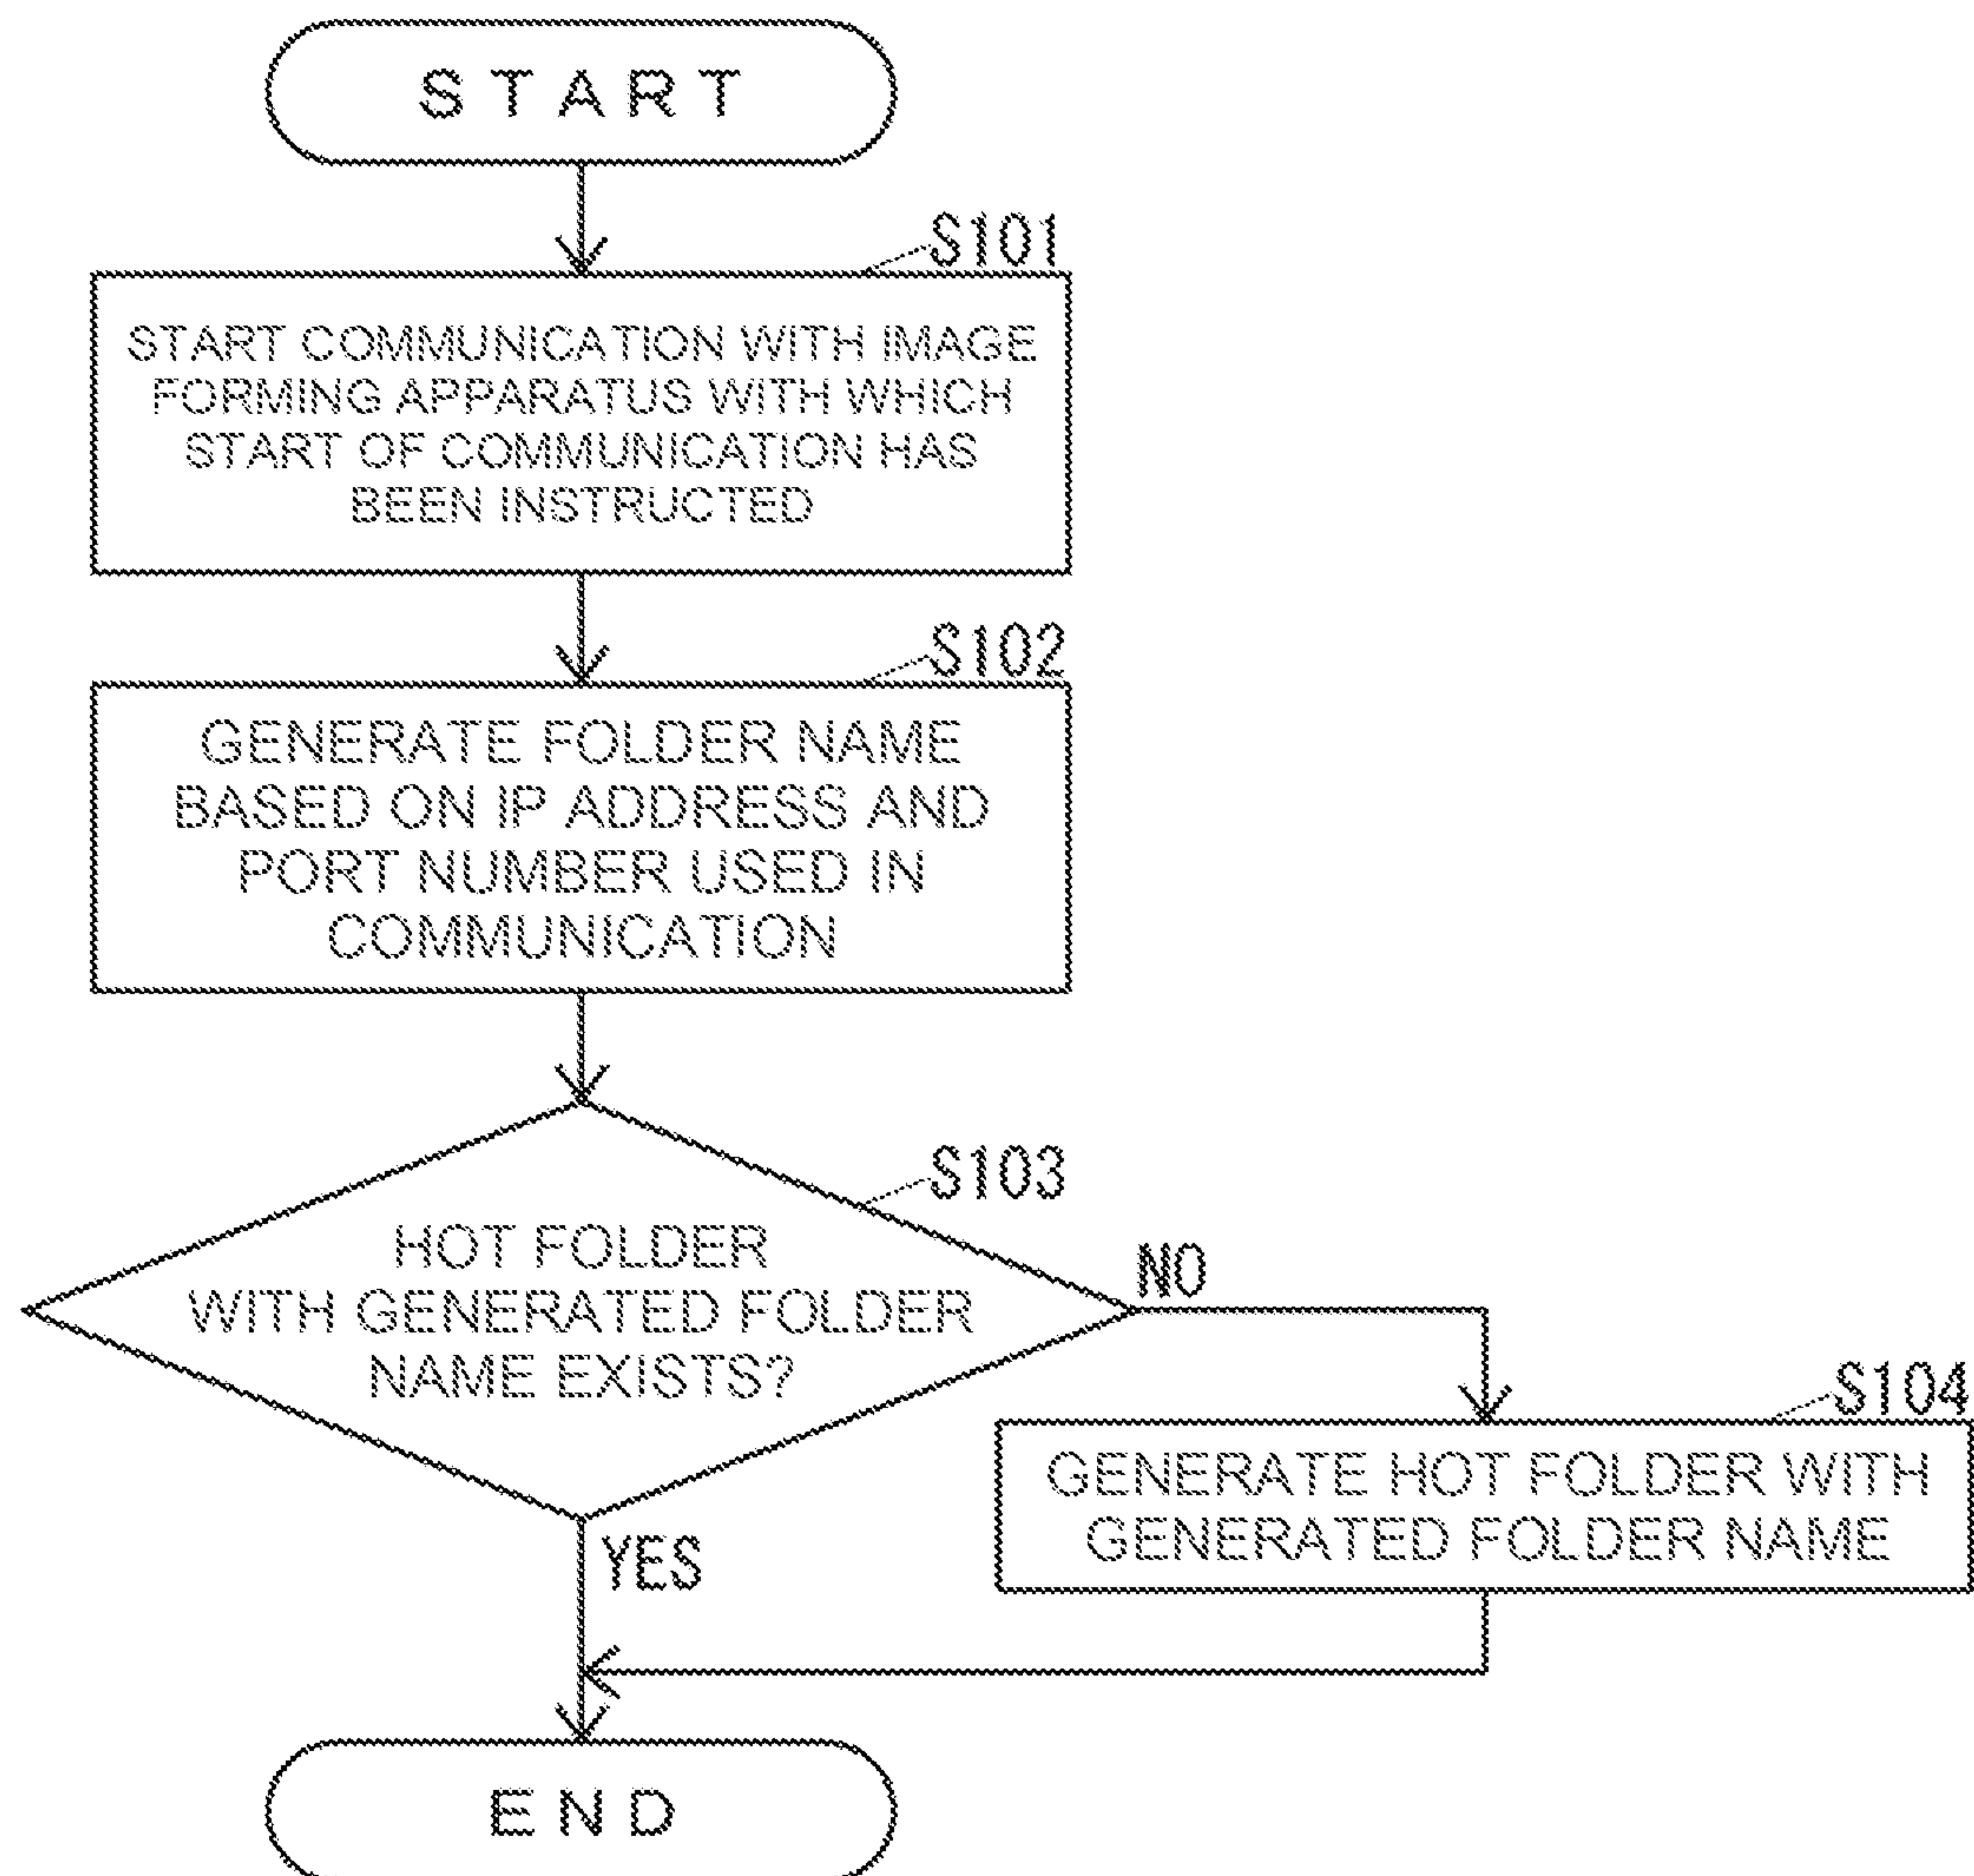 START
S101
START COMMUNICATION WITH IMAGE
FORMING APPARATUS WITH WHICH
START OF COMMUNICATION HAS
BEEN INSTRUCTED
S102
GENERATE FOLDER NAME
BASED ON IP ADDRESS AND
PORT NUMBER USED IN
COMMUNICATION
S103
HOT FOLDER
WITH GENERATED FOLDER
NAME EXISTS?
NO
S104
GENERATE HOT FOLDER WITH
GENERATED FOLDER NAME
YES
END